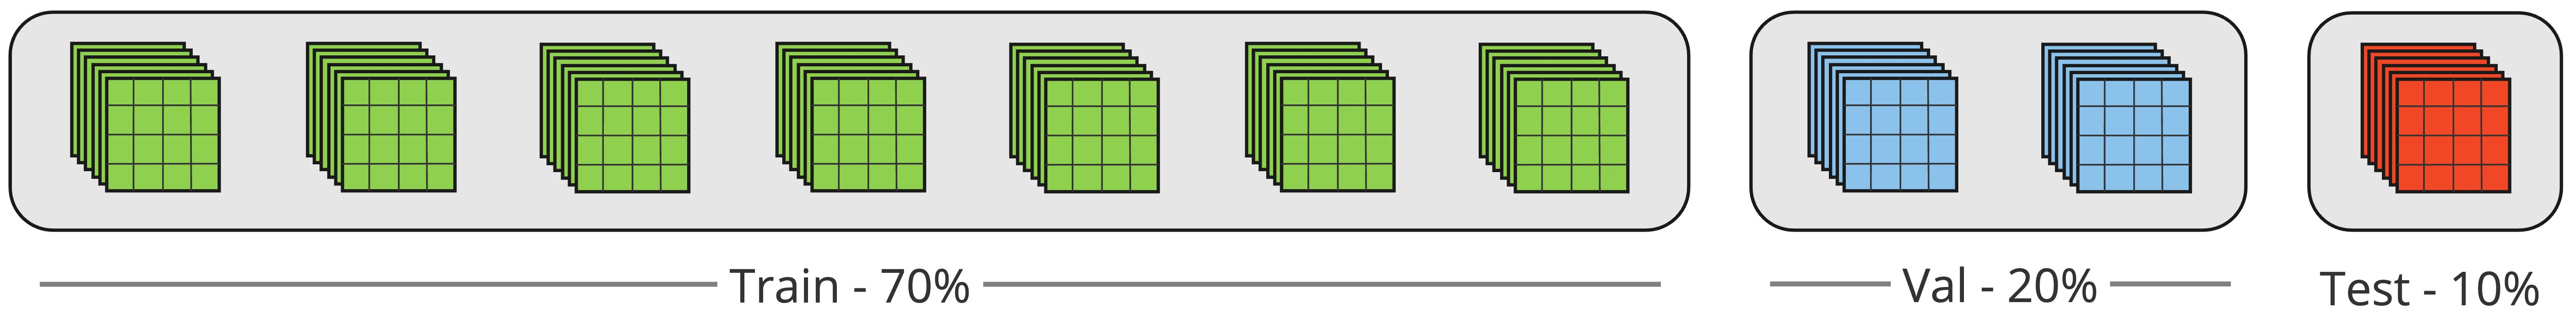 Train - 70%
Val - 20%
Test - 10%